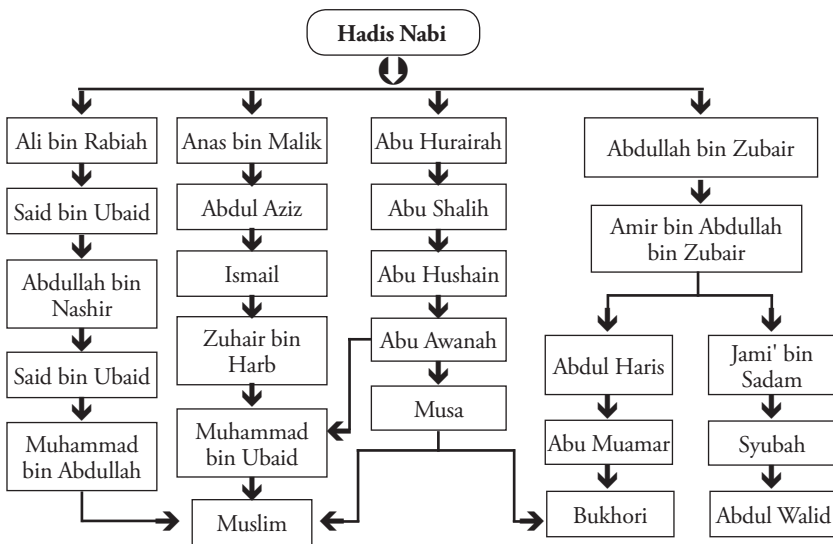 Hadis Nabi
Ali bin Rabiah
Said bin Ubaid
Abdullah bin
Nashir
Said bin Ubaid
Muhammad
bin Abdullah
Anas bin Malik
Abdul Aziz
Ismail
Zuhair bin
Harb
Muhammad
bin Ubaid
Muslim
Abu Hurairah
Abu Shalih
Abu Hushain
Abu Awanah
Musa
Abdullah bin Zubair
Amir bin Abdullah
bin Zubair
Abdul Haris
Abu Muamar
Bukhori
Jami' bin
Sadam
Syubah
Abdul Walid